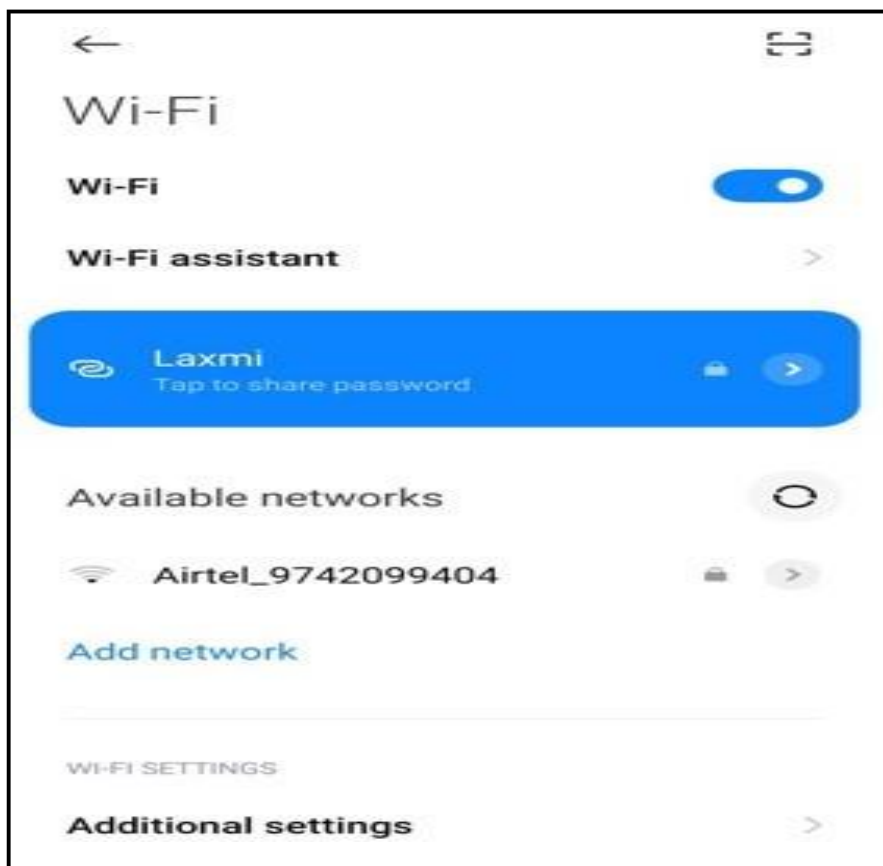 Wi-Fi
Wi-Fi
Wi-Fi assistant
Laxmi
Tap to share password
Available networks
Airtel_9742099404
Add network
WI-FI SETTINGS
Additional settings